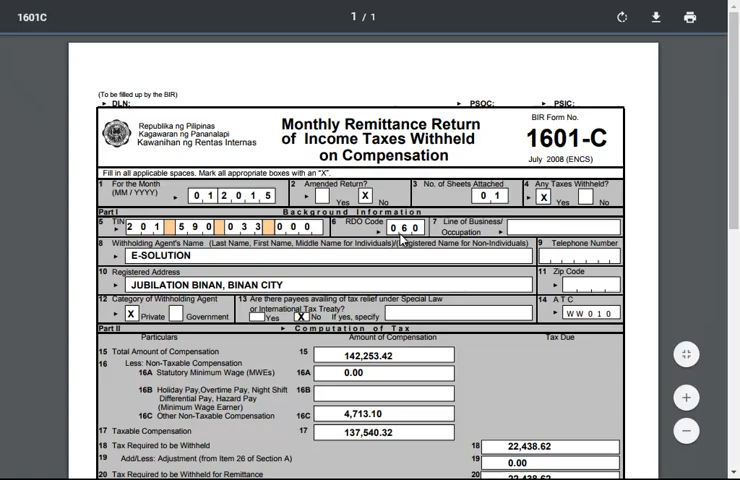 1601C
1 / 1
(To be filled up by the BIR)
DLN: PSOC: PSIC:
Republika ng Pilipinas
Kagawaran ng Pananalapi
Kawanihan ng Rentas Internas
Monthly Remittance Return
of Income Taxes Withheld
on Compensation
BIR Form No.
1601-C
July 2008 (ENCS)
Fill in all applicable spaces. Mark all appropriate boxes with an "X".
1 For the Month
(MM / YYYY) 0 1 2 0 1 5
2 Amended Return?
Yes X No
3 No. of Sheets Attached
0 1
4 Any Taxes Withheld?
X Yes No
Part I Background Information
5 TIN 2 0 1 5 9 0 0 3 3 0 0 0
6 RDO Code 0 6 0
7 Line of Business/
Occupation
8 Withholding Agent's Name (Last Name, First Name, Middle Name for Individuals)/(Registered Name for Non-Individuals)
E-SOLUTION
9 Telephone Number
10 Registered Address
JUBILATION BINAN, BINAN CITY
11 Zip Code
12 Category of Withholding Agent
X Private Government
13 Are there payees availing of tax relief under Special Law
or International Tax Treaty?
Yes X No If yes, specify
14 A T C
W W 0 1 0
Part II Computation of Tax
Particulars Amount of Compensation Tax Due
15 Total Amount of Compensation 15 142,253.42
16 Less: Non-Taxable Compensation
16A Statutory Minimum Wage (MWEs) 16A 0.00
16B Holiday Pay,Overtime Pay, Night Shift 16B
Differential Pay, Hazard Pay
(Minimum Wage Earner)
16C Other Non-Taxable Compensation 16C 4,713.10
17 Taxable Compensation 17 137,540.32
18 Tax Required to be Withheld 18 22,438.62
19 Add/Less: Adjustment (from Item 26 of Section A) 19 0.00
20 Tax Required to be Withheld for Remittance 20 22,438.62